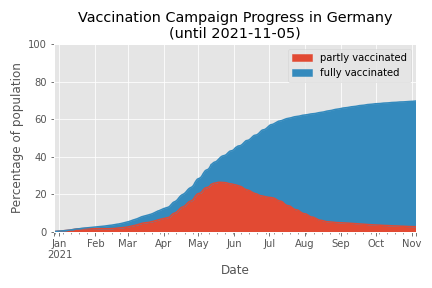 Vaccination Campaign Progress in Germany
(until 2021-11-05)
partly vaccinated
fully vaccinated
Percentage of population
100
80
60
40
20
0
Jan Feb Mar Apr May Jun Jul Aug Sep Oct Nov
2021
Date